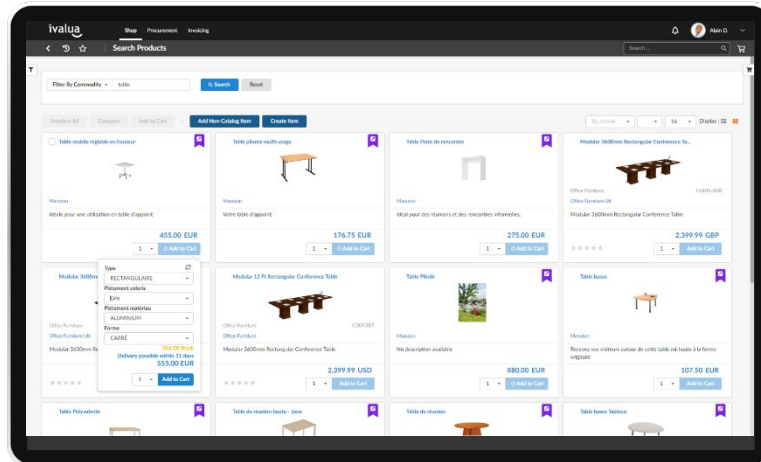 ivalua
Shop Procurement Invoicing
Alain D.
Search Products
Search ...
Filter By Commodity
table
Search
Reset
Unselect All
Compare
Add to Cart
Add Non-Catalog Item
Create Item
By default
16
Display :
Table mobile réglable en hauteur
Manutan
Idéale pour une utilisation en table d'appoint
455.00 EUR
1
Add to Cart
Table pliante multi-usage
Manutan
Votre table d'appoint.
176.75 EUR
1
Add to Cart
Table Point de rencontre
Manutan
Idéal pour des réunions et des rencontres informelles.
275.00 EUR
1
Add to Cart
Modular 3600mm Rectangular Conference Ta...
Office Furniture
Office Furniture UK
Modular 3600mm Rectangular Conference Table
2,399.99 GBP
1
Add to Cart
Type
RECTANGULAIRE
Piétement coloris
Gris
Piétement matériau
ALUMINIUM
Forme
CARRÉ
Out Of Stock
Delivery possible within 11 days
555.00 EUR
1
Add to Cart
Modular 3600mm
Office Furniture
Office Furniture UK
Modular 3600mm Re
Modular 12 Ft Rectangular Conference Table
Office Furniture
Office Furniture
Modular 3600mm Rectangular Conference Table
2,399.99 USD
1
Add to Cart
Table Piknik
Manutan
No description available
880.00 EUR
1
Add to Cart
Table basse
Manutan
Recevez vos visiteurs autour de cette table mi-haute à la forme
originale
107.50 EUR
1
Add to Cart
Table Polyvalente
Table de réunion haute - Jana
Table de réunion
Table basse Tapioca